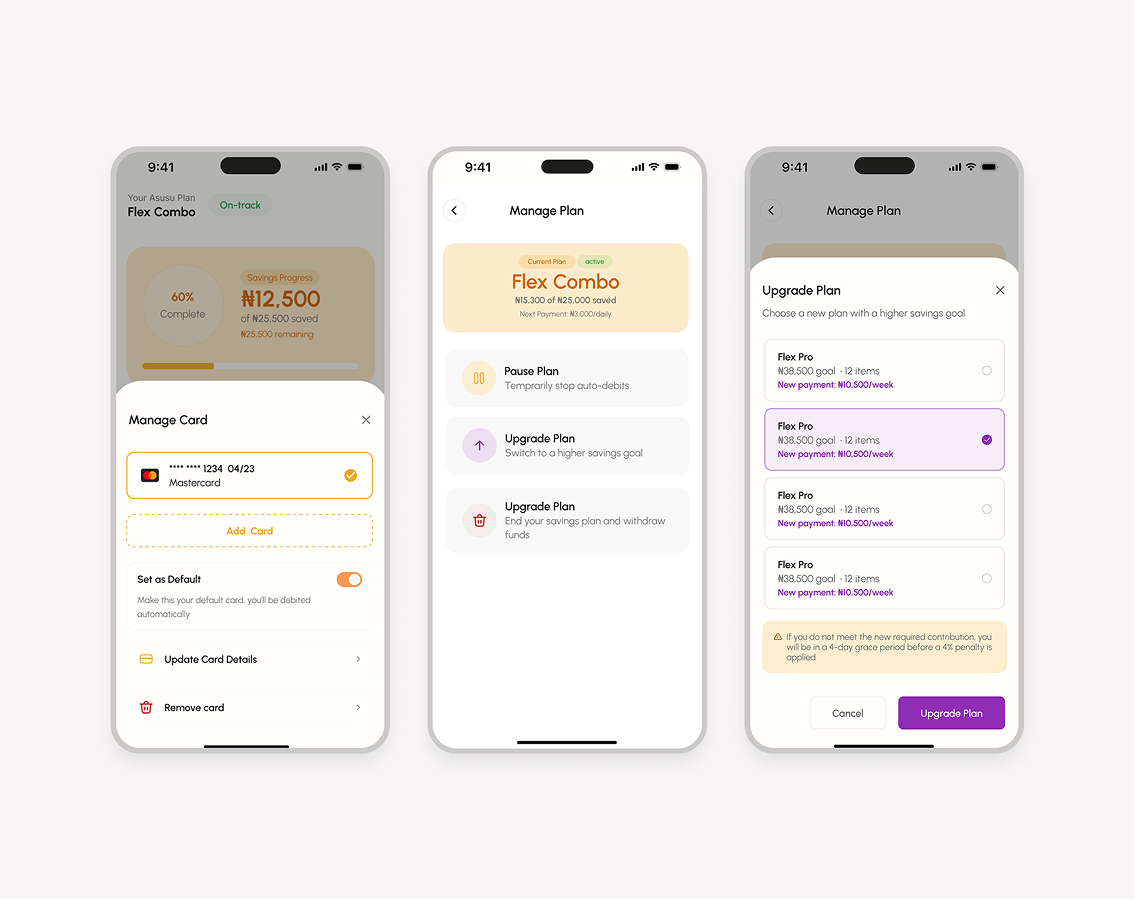 9:41
Your Asusu Plan
Flex Combo
On-track
60%
Complete
Savings Progress
₦12,500
of ₦25,500 saved
₦25,500 remaining
Manage Card
**** **** 1234 04/23
Mastercard
Add Card
Set as Default
Make this your default card, you'll be debited
automatically
Update Card Details
Remove card
9:41
Manage Plan
Current Plan
active
Flex Combo
₦15,300 of ₦25,000 saved
Next Payment: ₦3,000/daily
Pause Plan
Temprarily stop auto-debits
Upgrade Plan
Switch to a higher savings goal
Upgrade Plan
End your savings plan and withdraw
funds
9:41
Manage Plan
Upgrade Plan
Choose a new plan with a higher savings goal
Flex Pro
₦38,500 goal · 12 items
New payment: ₦10,500/week
Flex Pro
₦38,500 goal · 12 items
New payment: ₦10,500/week
Flex Pro
₦38,500 goal · 12 items
New payment: ₦10,500/week
Flex Pro
₦38,500 goal · 12 items
New payment: ₦10,500/week
If you do not meet the new required contribution, you
will be in a 4-day grace period before a 4% penalty is
applied
Cancel
Upgrade Plan